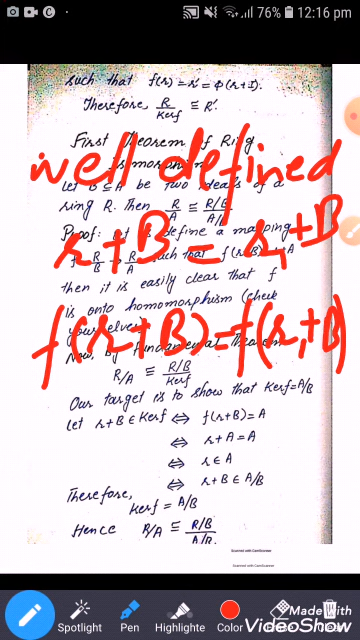 76% 12:16 pm
such that f(r) = r' = φ(r+I).
Therefore, R/Kerf ≅ R'.
First Theorem of Ring
Isomorphism
well defined
Let B ⊆ A be two ideals of a
ring R. Then R/A ≅ R/B / A/B
Proof: Let us define a mapping
r+B = r₁+B
f: R/B → R/A such that f(r+B) = r+A
then it is easily clear that f
is onto homomorphism (check
yourselves)
f(r+B) = f(r₁+B)
Now, by fundamental theorem
R/A ≅ R/B / Kerf
Our target is to show that Kerf = A/B
Let r+B ∈ Kerf ⇔ f(r+B) = A
⇔ r+A = A
⇔ r ∈ A
⇔ r+B ∈ A/B
Therefore,
Kerf = A/B
Hence R/A ≅ R/B / A/B.
Scanned with CamScanner
Scanned with CamScanner
Spotlight
Pen
Highlighte
Color
Made with
VideoShow